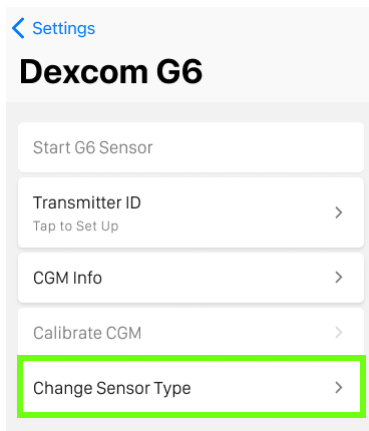 Settings
Dexcom G6
Start G6 Sensor
Transmitter ID
Tap to Set Up
CGM Info
Calibrate CGM
Change Sensor Type